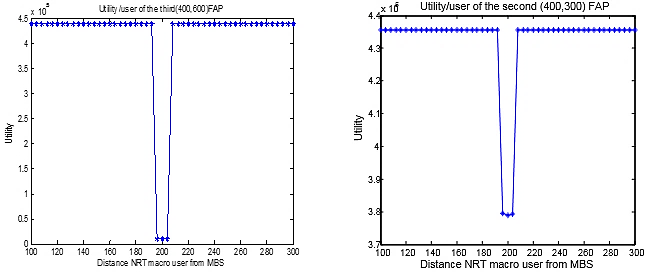 Utility/user of the third(400,600)FAP
4.5
4
3.5
3
2.5
2
1.5
1
0.5
0
Utility
100 120 140 160 180 200 220 240 260 280 300
Distance NRT macro user from MBS
Utility/user of the second (400,300) FAP
4.4
4.3
4.2
4.1
4
3.9
3.8
3.7
Utility
100 120 140 160 180 200 220 240 260 280 300
Distance NRT macro user from MBS